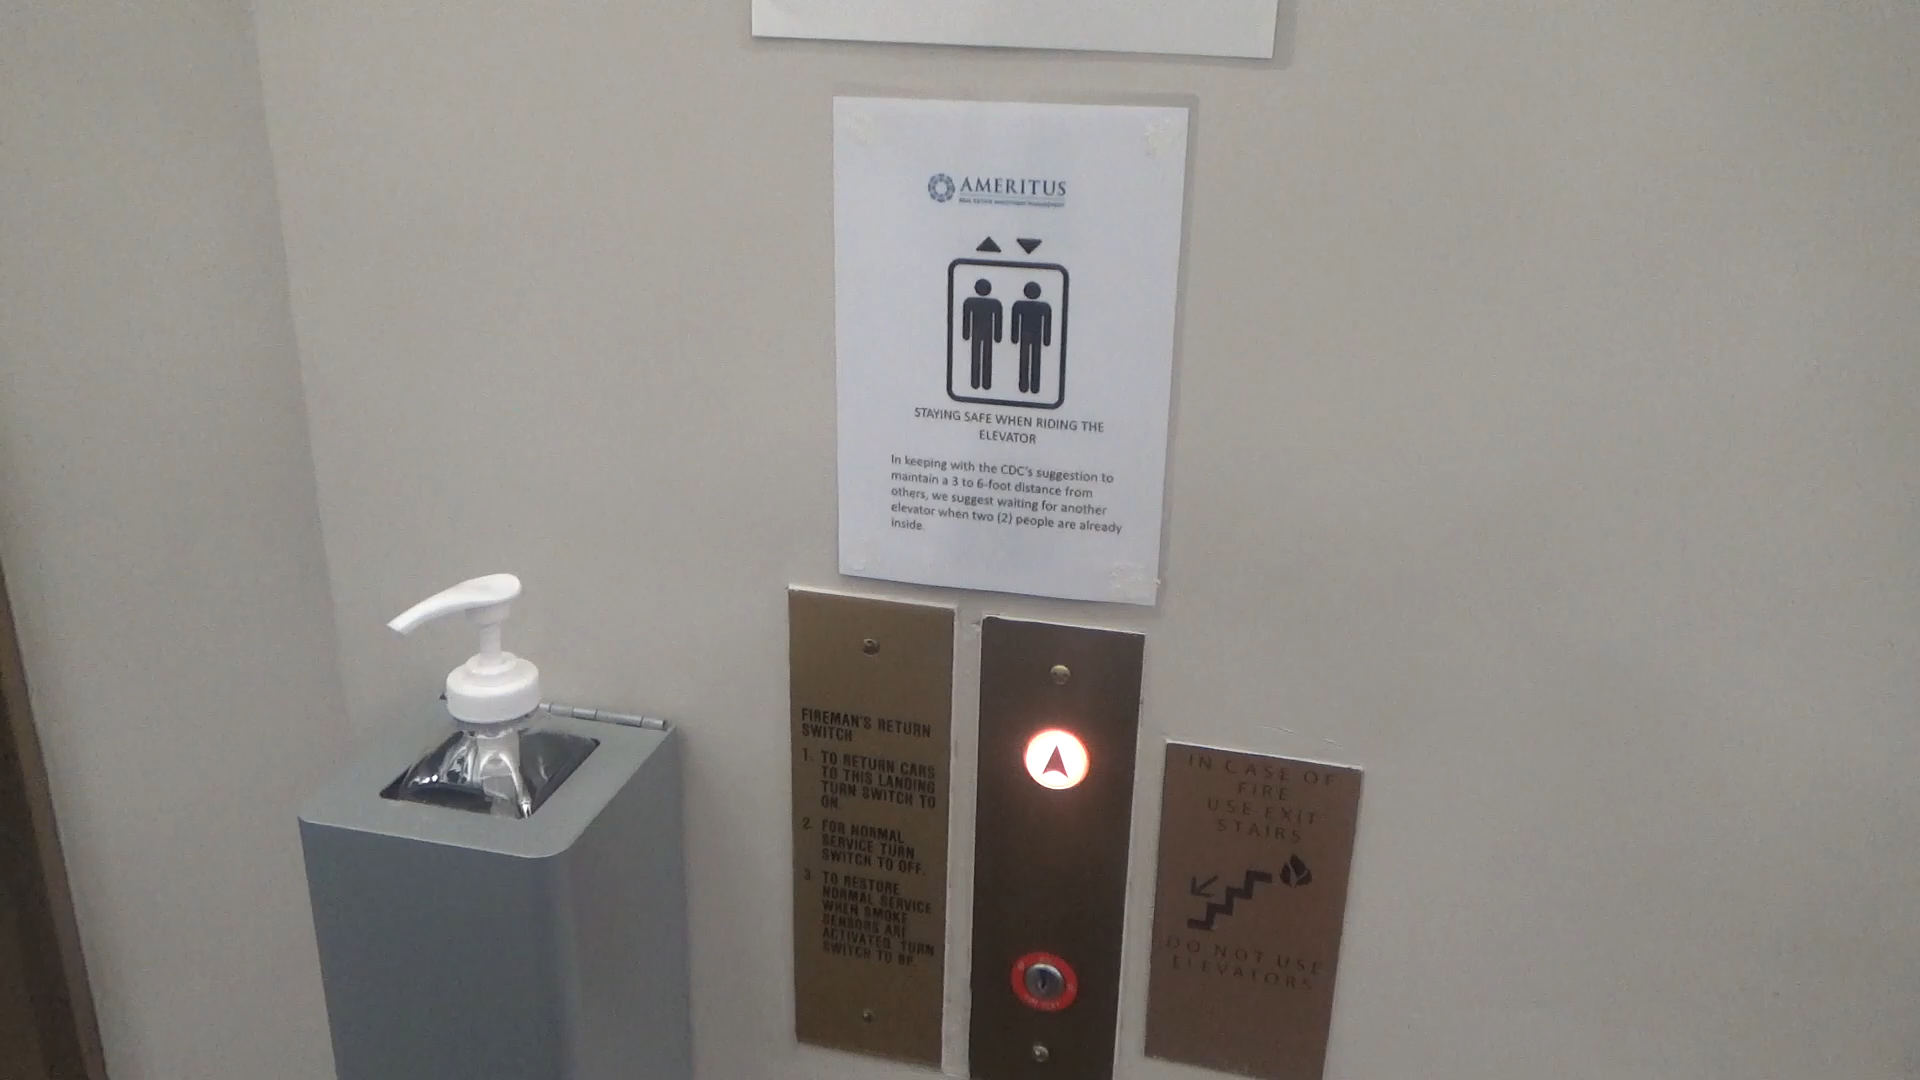 AMERITUS
REAL ESTATE INVESTMENT MANAGEMENT
STAYING SAFE WHEN RIDING THE
ELEVATOR
In keeping with the CDC's suggestion to
maintain a 3 to 6-foot distance from
others, we suggest waiting for another
elevator when two (2) people are already
inside.
FIREMAN'S RETURN
SWITCH
1. TO RETURN CARS
TO THIS LANDING
TURN SWITCH TO
ON.
2. FOR NORMAL
SERVICE TURN
SWITCH TO OFF.
3. TO RESTORE
NORMAL SERVICE
WHEN SMOKE
SENSORS ARE
ACTIVATED, TURN
SWITCH TO BP.
IN CASE OF
FIRE
USE EXIT
STAIRS
DO NOT USE
ELEVATORS